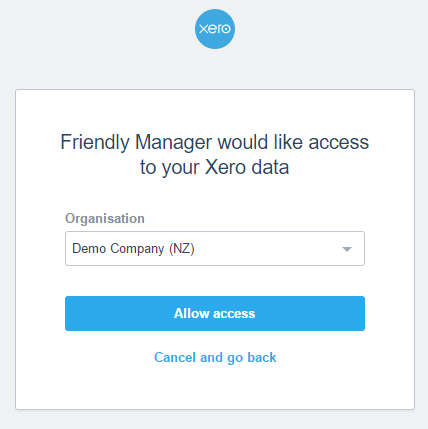 xero
Friendly Manager would like access
to your Xero data
Organisation
Demo Company (NZ)
Allow access
Cancel and go back